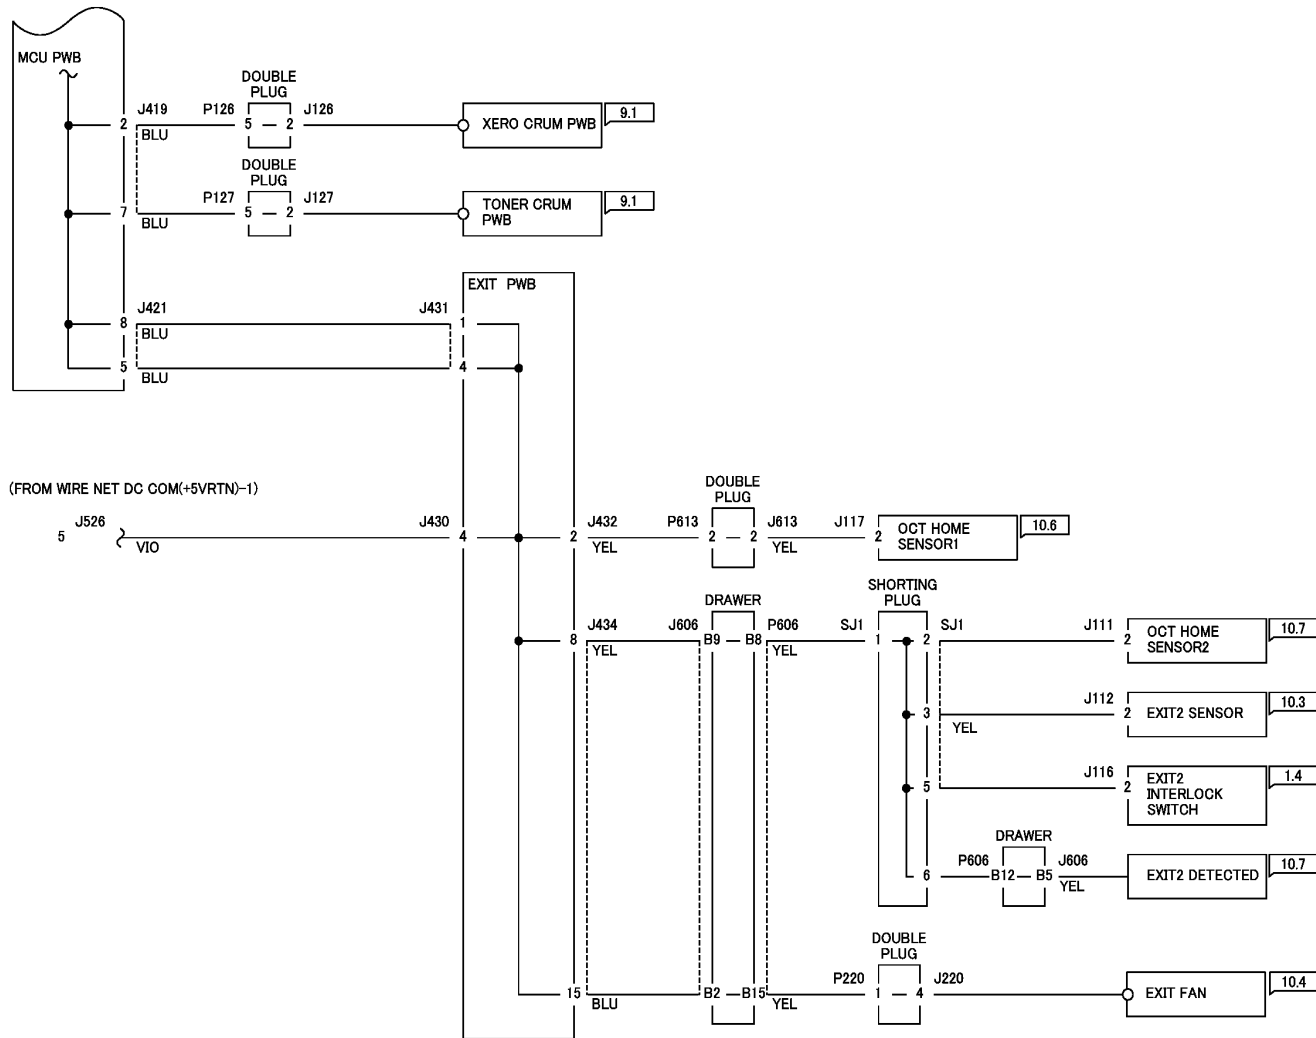 MCU PWB
DOUBLE
PLUG
J419 P126 J126
2 5 2 XERO CRUM PWB 9.1
BLU
DOUBLE
PLUG
P127 J127
7 5 2 TONER CRUM
PWB 9.1
BLU
EXIT PWB
J421 J431
8 1
BLU
5 4
BLU
(FROM WIRE NET DC COM(+5VRTN)-1)
DOUBLE
PLUG
J526 J430 J432 P613 J613 J117
5 4 2 2 2 2 OCT HOME
SENSOR1 10.6
VIO YEL YEL
DRAWER
SHORTING
PLUG
J434 J606 P606 SJ1 SJ1 J111
8 B9 B8 1 2 2 OCT HOME
SENSOR2 10.7
YEL YEL
J112
3 2 EXIT2 SENSOR 10.3
YEL
J116
5 2 EXIT2
INTERLOCK
SWITCH 1.4
DRAWER
P606 J606
6 B12 B5 EXIT2 DETECTED 10.7
YEL
DOUBLE
PLUG
P220 J220
15 B2 B15 1 4 EXIT FAN 10.4
BLU YEL